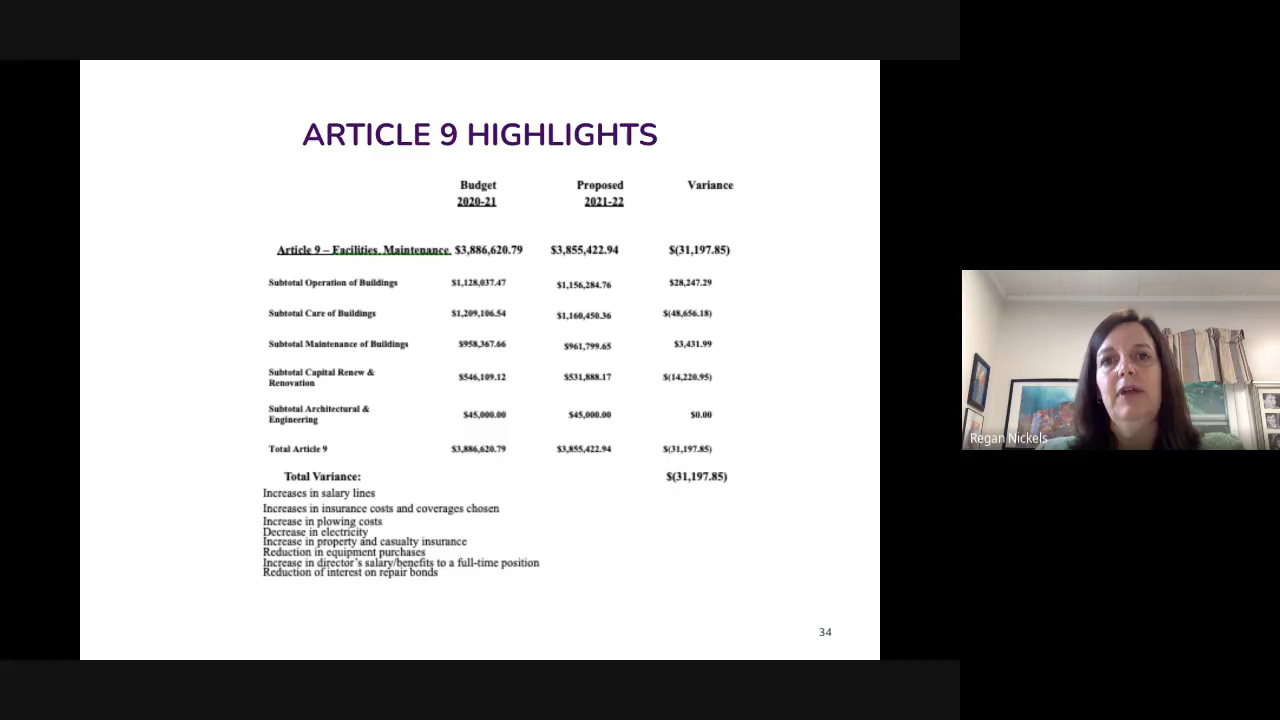 ARTICLE 9 HIGHLIGHTS
Budget Proposed Variance
2020-21 2021-22
Article 9 – Facilities, Maintenance $3,886,620.79 $3,855,422.94 $(31,197.85)
Subtotal Operation of Buildings $1,128,037.47 $1,156,284.76 $28,247.29
Subtotal Care of Buildings $1,209,106.54 $1,160,450.36 $(48,656.18)
Subtotal Maintenance of Buildings $958,367.66 $961,799.65 $3,431.99
Subtotal Capital Renew &
Renovation $546,109.12 $531,888.17 $(14,220.95)
Subtotal Architectural &
Engineering $45,000.00 $45,000.00 $0.00
Total Article 9 $3,886,620.79 $3,855,422.94 $(31,197.85)
Total Variance: $(31,197.85)
Increases in salary lines
Increases in insurance costs and coverages chosen
Increase in plowing costs
Decrease in electricity
Increase in property and casualty insurance
Reduction in equipment purchases
Increase in director's salary/benefits to a full-time position
Reduction of interest on repair bonds
34
Regan Nickels